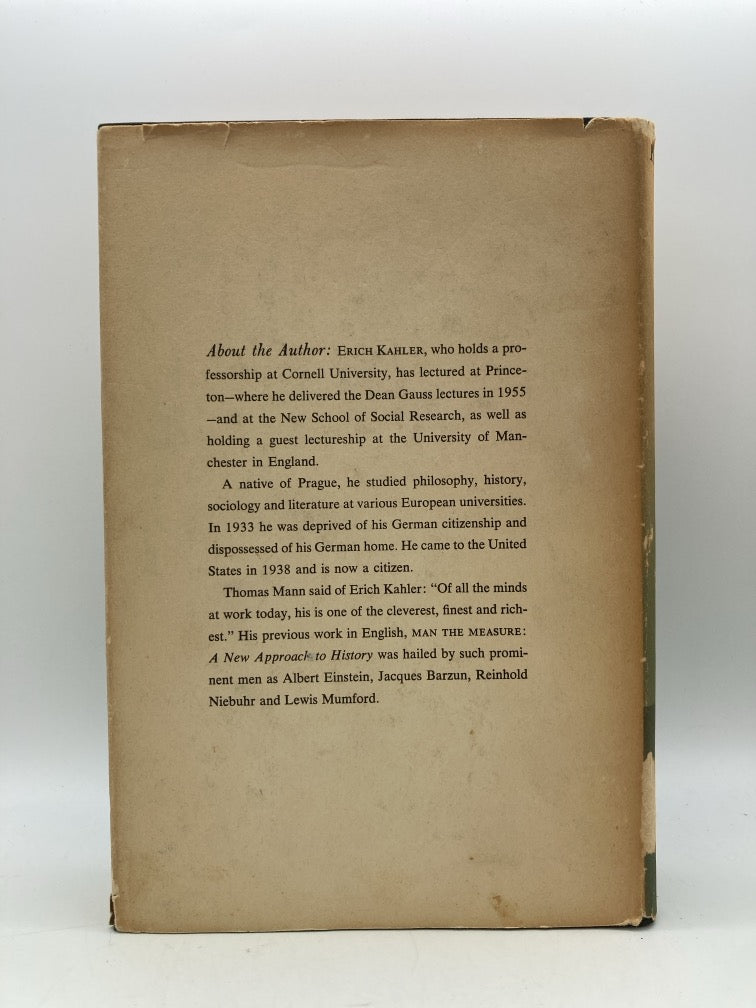 About the Author: ERICH KAHLER, who holds a pro-
fessorship at Cornell University, has lectured at Prince-
ton—where he delivered the Dean Gauss lectures in 1955
—and at the New School of Social Research, as well as
holding a guest lectureship at the University of Man-
chester in England.
A native of Prague, he studied philosophy, history,
sociology and literature at various European universities.
In 1933 he was deprived of his German citizenship and
dispossessed of his German home. He came to the United
States in 1938 and is now a citizen.
Thomas Mann said of Erich Kahler: “Of all the minds
at work today, his is one of the cleverest, finest and rich-
est.” His previous work in English, MAN THE MEASURE:
A New Approach to History was hailed by such promi-
nent men as Albert Einstein, Jacques Barzun, Reinhold
Niebuhr and Lewis Mumford.